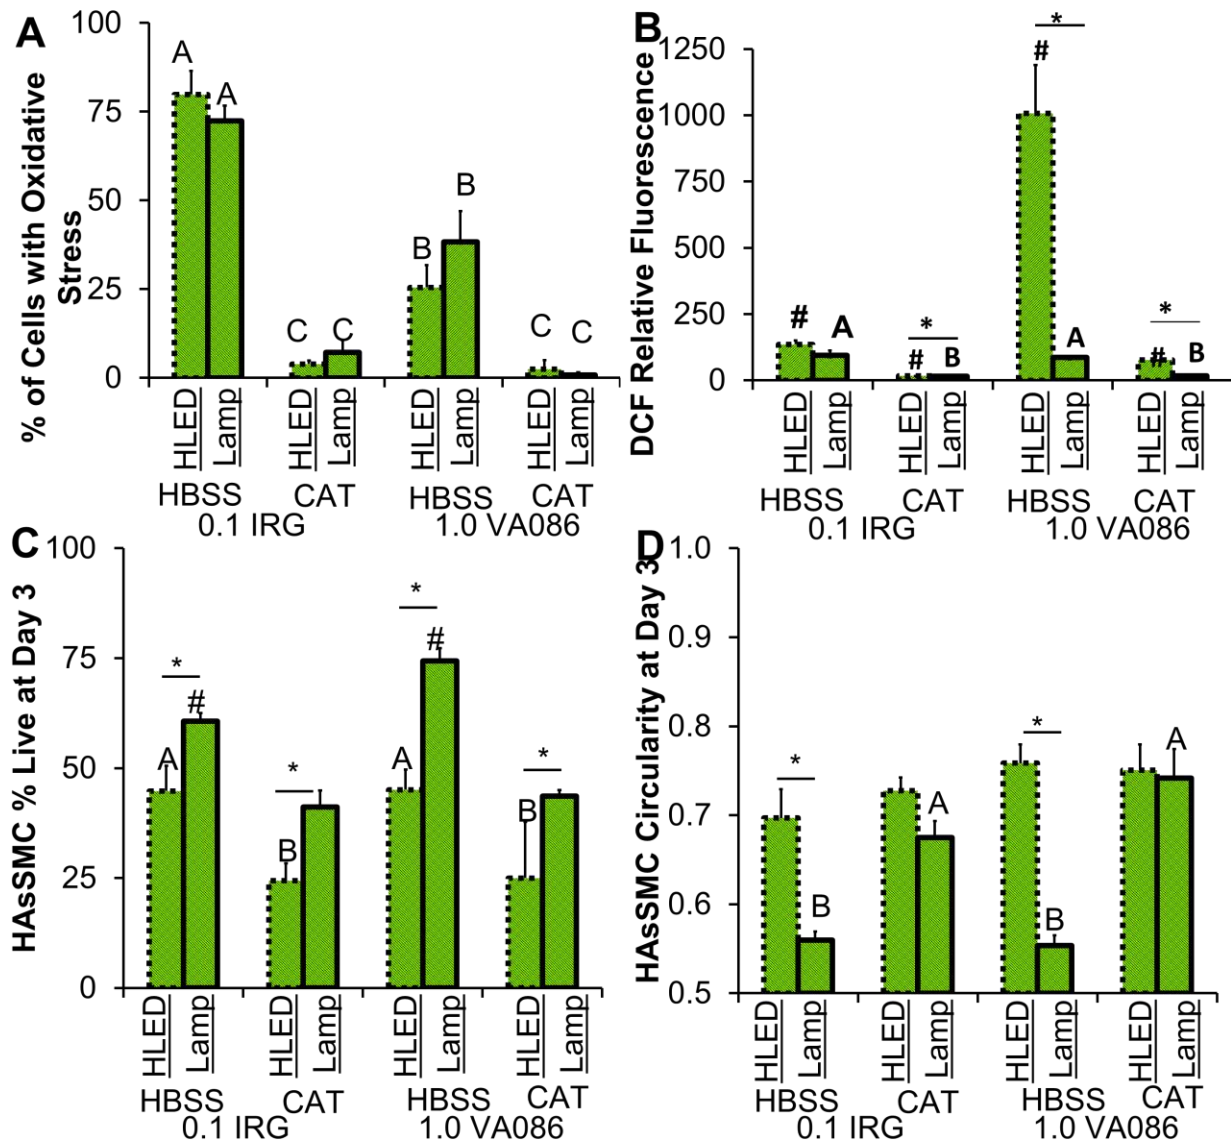 A
% of Cells with Oxidative
Stress
100
75
50
25
0
A
A
C
C
B
B
C
C
HLED
Lamp
HLED
Lamp
HLED
Lamp
HLED
Lamp
HBSS
CAT
HBSS
CAT
0.1 IRG
1.0 VA086
B
DCF Relative Fluorescence
1250
1000
750
500
250
0
#
A
*
#
B
*
#
A
*
#
B
HLED
Lamp
HLED
Lamp
HLED
Lamp
HLED
Lamp
HBSS
CAT
HBSS
CAT
0.1 IRG
1.0 VA086
C
HAsSMC % Live at Day 3
100
75
50
25
0
*
A
#
*
B
*
A
#
*
B
HLED
Lamp
HLED
Lamp
HLED
Lamp
HLED
Lamp
HBSS
CAT
HBSS
CAT
0.1 IRG
1.0 VA086
D
HAsSMC Circularity at Day 3
1.0
0.9
0.8
0.7
0.6
0.5
*
B
A
*
B
A
HLED
Lamp
HLED
Lamp
HLED
Lamp
HLED
Lamp
HBSS
CAT
HBSS
CAT
0.1 IRG
1.0 VA086